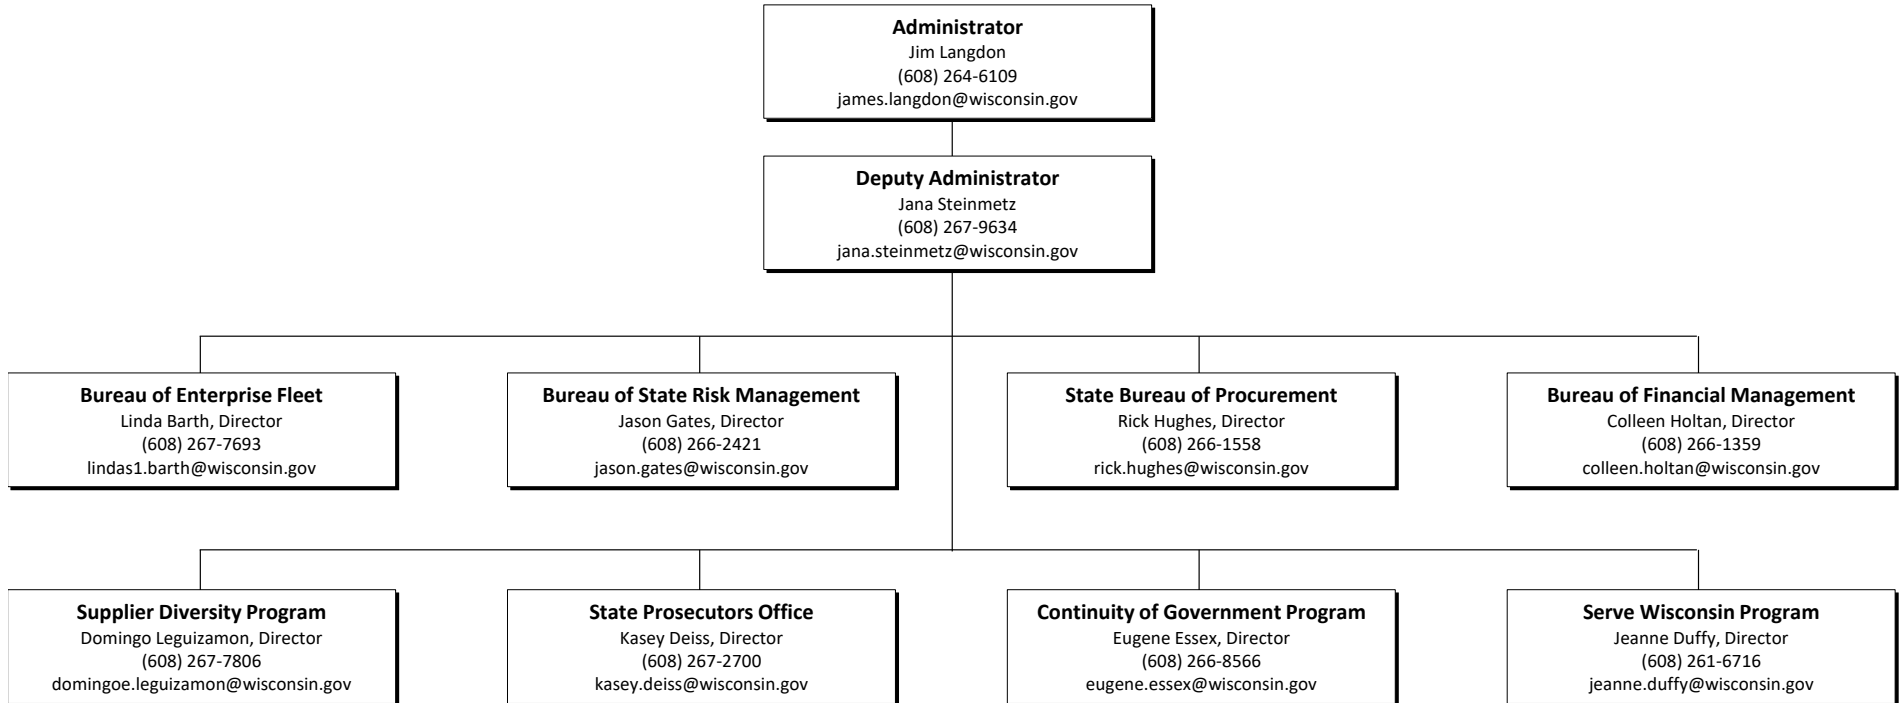 Administrator
Jim Langdon
(608) 264-6109
james.langdon@wisconsin.gov
Deputy Administrator
Jana Steinmetz
(608) 267-9634
jana.steinmetz@wisconsin.gov
Bureau of Enterprise Fleet
Linda Barth, Director
(608) 267-7693
lindas1.barth@wisconsin.gov
Bureau of State Risk Management
Jason Gates, Director
(608) 266-2421
jason.gates@wisconsin.gov
State Bureau of Procurement
Rick Hughes, Director
(608) 266-1558
rick.hughes@wisconsin.gov
Bureau of Financial Management
Colleen Holtan, Director
(608) 266-1359
colleen.holtan@wisconsin.gov
Supplier Diversity Program
Domingo Leguizamon, Director
(608) 267-7806
domingoe.leguizamon@wisconsin.gov
State Prosecutors Office
Kasey Deiss, Director
(608) 267-2700
kasey.deiss@wisconsin.gov
Continuity of Government Program
Eugene Essex, Director
(608) 266-8566
eugene.essex@wisconsin.gov
Serve Wisconsin Program
Jeanne Duffy, Director
(608) 261-6716
jeanne.duffy@wisconsin.gov